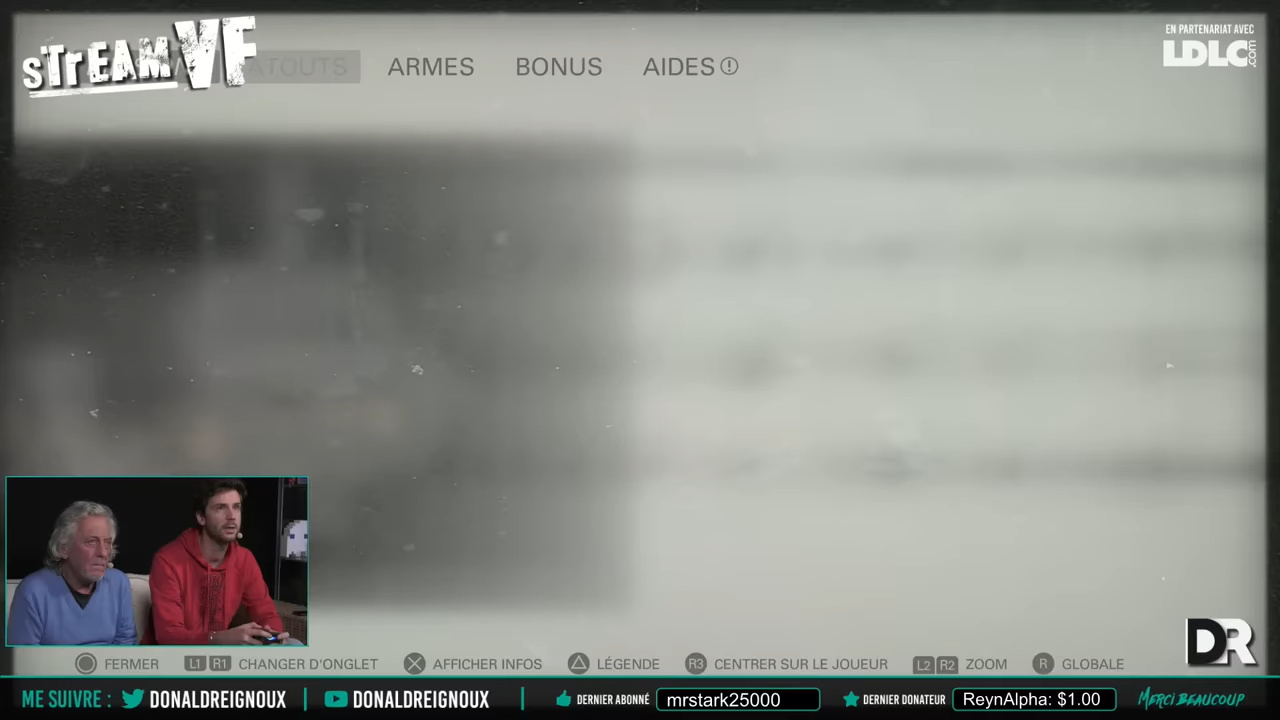 STrEAM VF
EN PARTENARIAT AVEC
LDLC.com
ATOUTS ARMES BONUS AIDES
FERMER L1 R1 CHANGER D'ONGLET AFFICHER INFOS LÉGENDE R3 CENTRER SUR LE JOUEUR L2 R2 ZOOM R GLOBALE
DR
ME SUIVRE : DONALDREIGNOUX | DONALDREIGNOUX | DERNIER ABONNÉ mrstark25000 DERNIER DONATEUR ReynAlpha: $1.00 MERCI BEAUCOUP